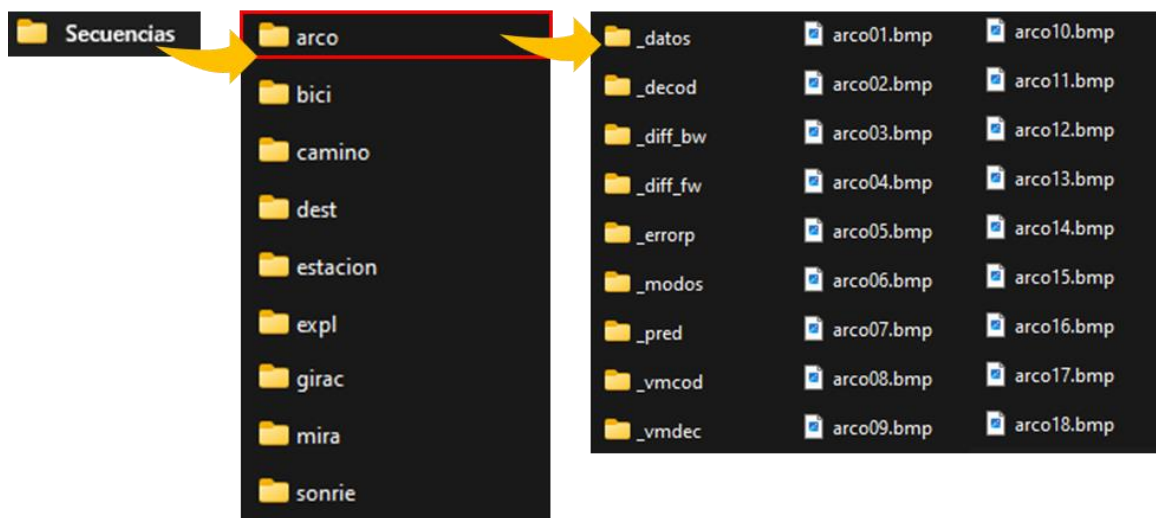 Secuencias
arco
bici
camino
dest
estacion
expl
girac
mira
sonrie
_datos
_decod
_diff_bw
_diff_fw
_errorp
_modos
_pred
_vmcod
_vmdec
arco01.bmp
arco02.bmp
arco03.bmp
arco04.bmp
arco05.bmp
arco06.bmp
arco07.bmp
arco08.bmp
arco09.bmp
arco10.bmp
arco11.bmp
arco12.bmp
arco13.bmp
arco14.bmp
arco15.bmp
arco16.bmp
arco17.bmp
arco18.bmp